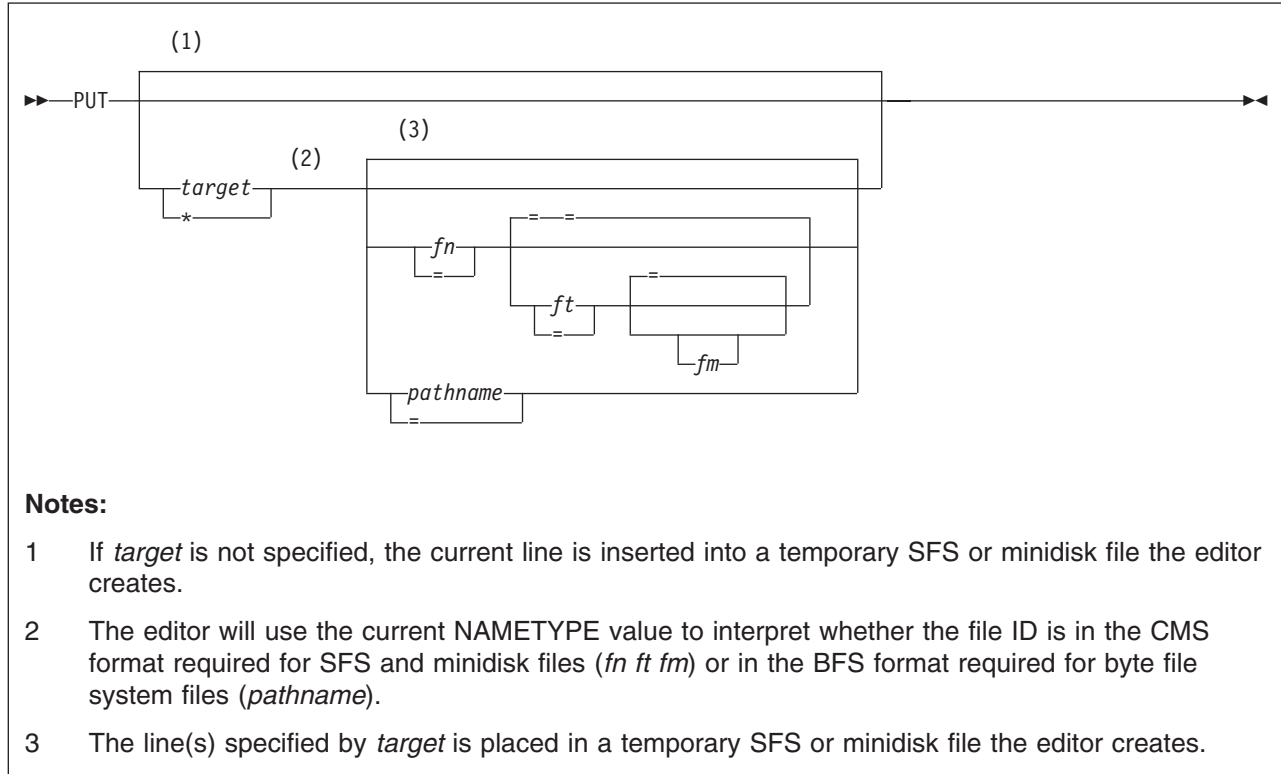 (1)
PUT
(3)
(2)
target
*
= =
fn
=
=
ft
=
fm
pathname
=
Notes:
1 If target is not specified, the current line is inserted into a temporary SFS or minidisk file the editor
creates.
2 The editor will use the current NAMETYPE value to interpret whether the file ID is in the CMS
format required for SFS and minidisk files (fn ft fm) or in the BFS format required for byte file
system files (pathname).
3 The line(s) specified by target is placed in a temporary SFS or minidisk file the editor creates.